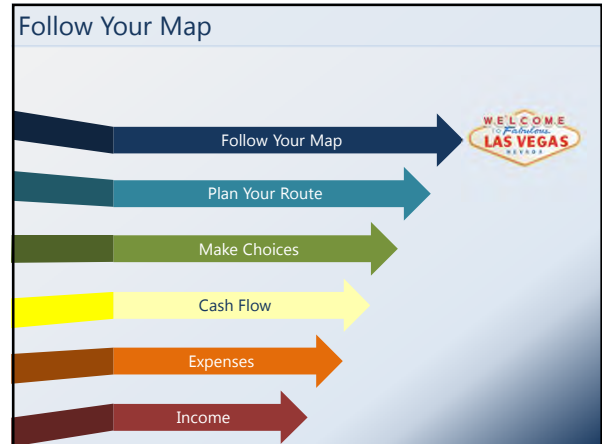 Follow Your Map
Follow Your Map
WELCOME
TO Fabulous
LAS VEGAS
NEVADA
Plan Your Route
Make Choices
Cash Flow
Expenses
Income